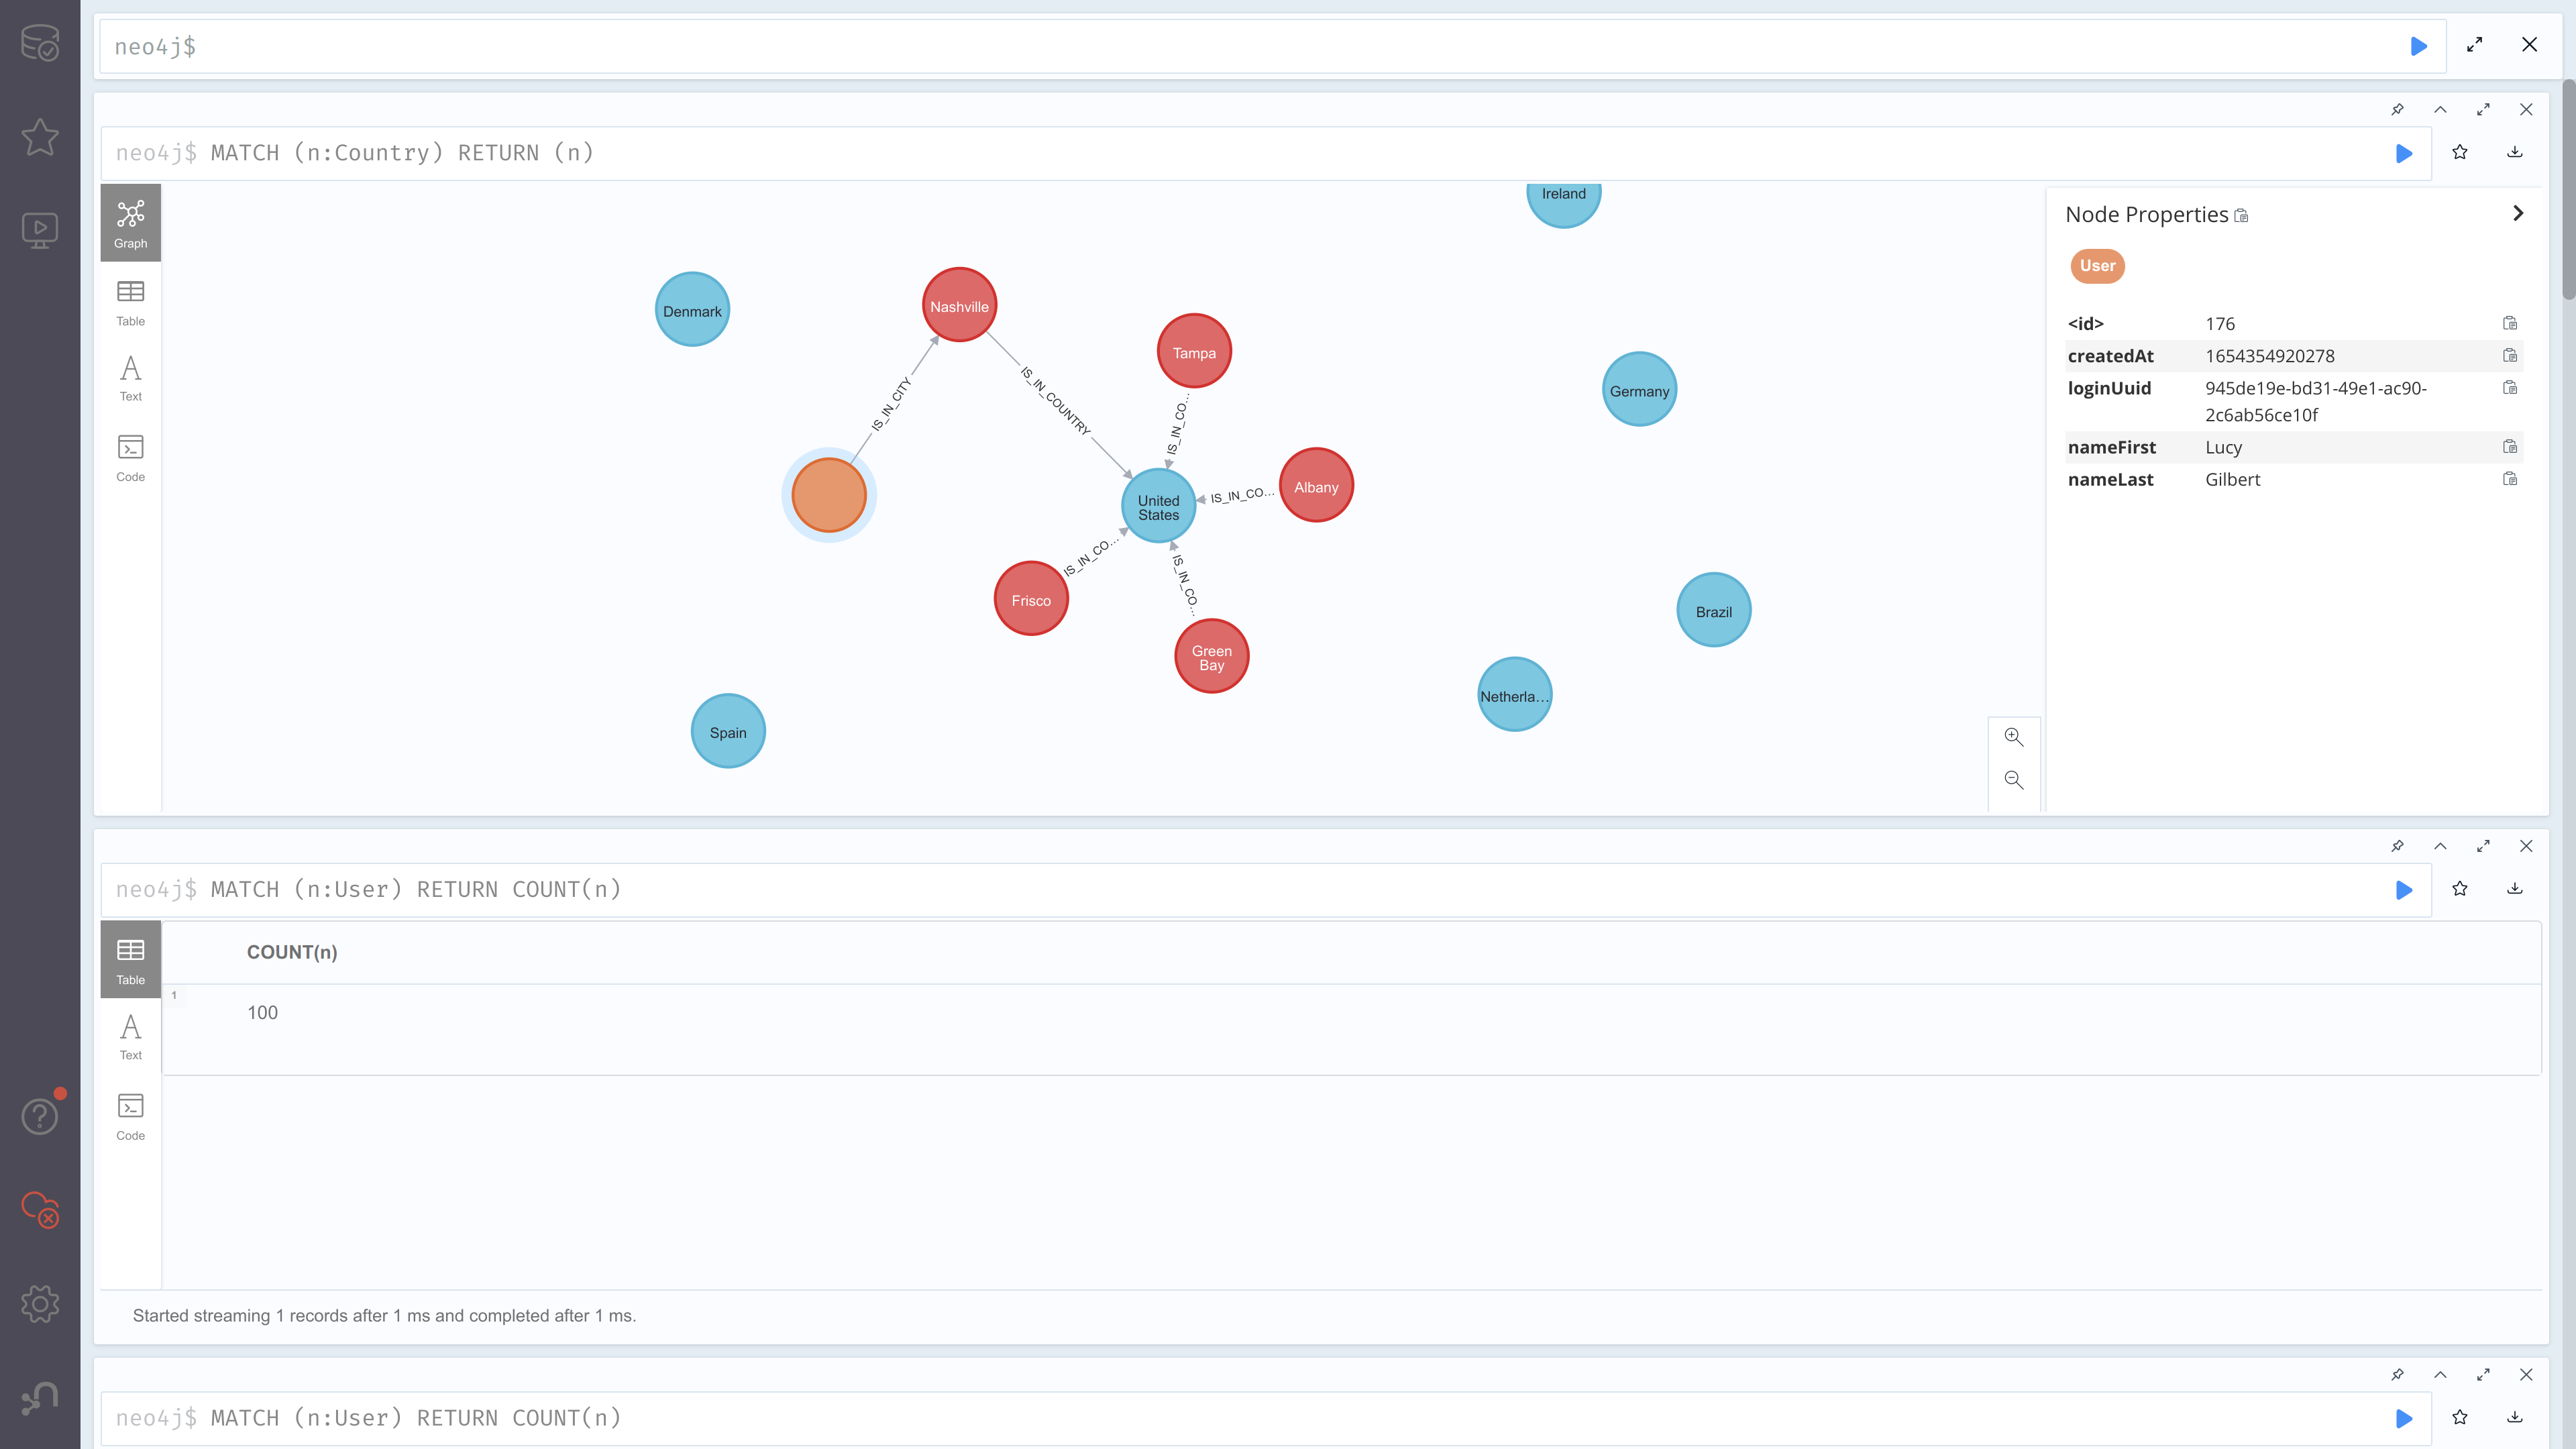 neo4j$
neo4j$ MATCH (n:Country) RETURN (n)
Graph
Table
Text
Code
Ireland
Denmark
Nashville
Tampa
Germany
IS_IN_CITY
IS_IN_COUNTRY
IS_IN_CO...
United
States
IS_IN_CO...
Albany
IS_IN_CO...
Frisco
IS_IN_CO...
Green
Bay
Brazil
Netherla...
Spain
Node Properties
User
<id> 176
createdAt 1654354920278
loginUuid 945de19e-bd31-49e1-ac90-
2c6ab56ce10f
nameFirst Lucy
nameLast Gilbert
neo4j$ MATCH (n:User) RETURN COUNT(n)
Table
Text
Code
COUNT(n)
1
100
Started streaming 1 records after 1 ms and completed after 1 ms.
neo4j$ MATCH (n:User) RETURN COUNT(n)